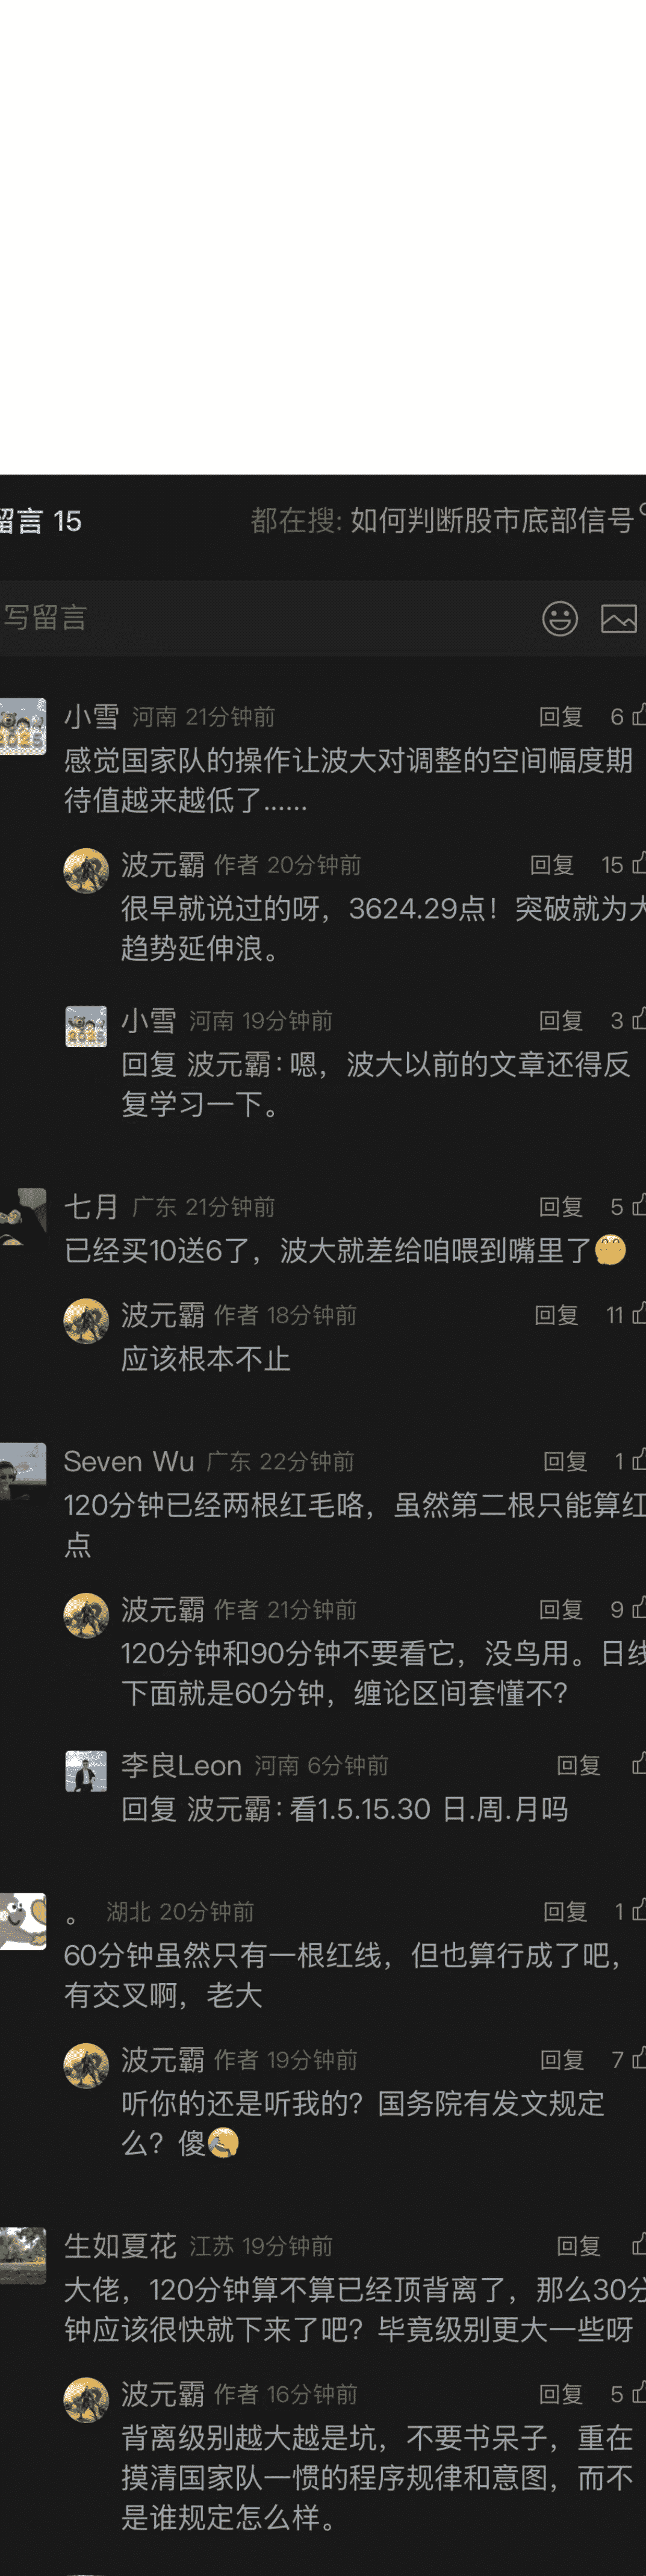 留言 15 都在搜: 如何判断股市底部信号
写留言
小雪 河南 21分钟前 回复 6
感觉国家队的操作让波大对调整的空间幅度期
待值越来越低了......
波元霸 作者 20分钟前 回复 15
很早就说过的呀，3624.29点！突破就为大
趋势延伸浪。
小雪 河南 19分钟前 回复 3
回复 波元霸: 嗯，波大以前的文章还得反
复学习一下。
七月 广东 21分钟前 回复 5
已经买10送6了，波大就差给咱喂到嘴里了
波元霸 作者 18分钟前 回复 11
应该根本不止
Seven Wu 广东 22分钟前 回复 1
120分钟已经两根红毛咯，虽然第二根只能算红
点
波元霸 作者 21分钟前 回复 9
120分钟和90分钟不要看它，没鸟用。日线
下面就是60分钟，缠论区间套懂不?
李良Leon 河南 6分钟前 回复
回复 波元霸: 看1.5.15.30 日.周.月吗
。 湖北 20分钟前 回复 1
60分钟虽然只有一根红线，但也算行成了吧，
有交叉啊，老大
波元霸 作者 19分钟前 回复 7
听你的还是听我的? 国务院有发文规定
么? 傻
生如夏花 江苏 19分钟前 回复
大佬，120分钟算不算已经顶背离了，那么30分
钟应该很快就下来了吧? 毕竟级别更大一些呀
波元霸 作者 16分钟前 回复 5
背离级别越大越是坑，不要书呆子，重在
摸清国家队一惯的程序规律和意图，而不
是谁规定怎么样。